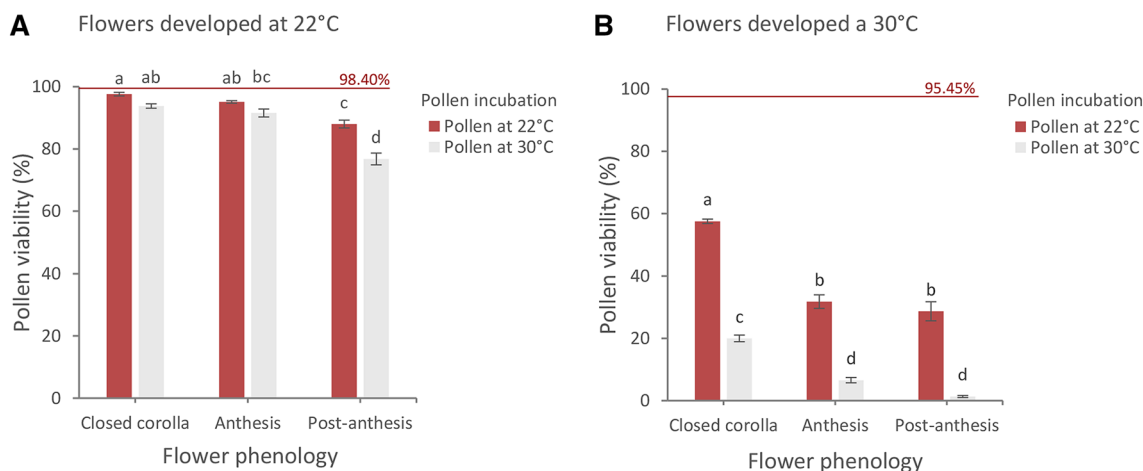 A
Flowers developed at 22°C
100
80
60
40
20
0
Pollen viability (%)
a
ab
ab
bc
c
d
98.40%
Pollen incubation
Pollen at 22°C
Pollen at 30°C
Closed corolla
Anthesis
Post-anthesis
Flower phenology
B
Flowers developed a 30°C
100
80
60
40
20
0
Pollen viability (%)
95.45%
a
c
b
d
b
d
Pollen incubation
Pollen at 22°C
Pollen at 30°C
Closed corolla
Anthesis
Post-anthesis
Flower phenology